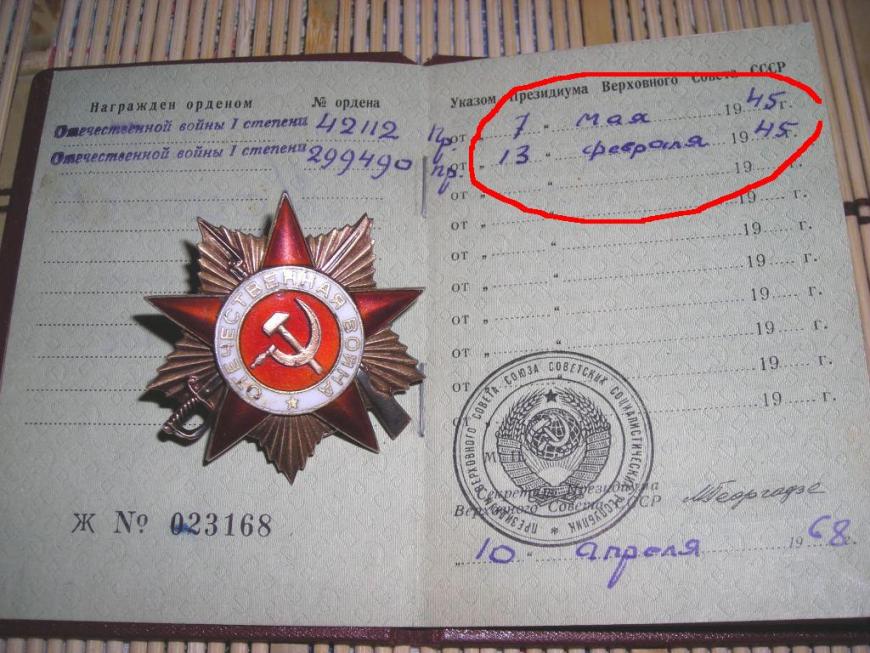 Награжден орденом № ордена
Отечественной войны I степени 42112
Отечественной войны I степени 299490
ОТЕЧЕСТВЕННАЯ ВОЙНА
Ж № 023168
Указом Президиума Верховного Совета СССР
Пр. от „ 7 “ мая 1945 г.
пр. от „ 13 “ февраля 1945 г.
от „ “ 19
от „ “ 19 г.
от „ “ 19 г.
от „ “ 19 г.
от „ “ 19 г.
от „ “ 19 г.
от „ “ 19 г.
от 19 г.
ПРЕЗИДИУМ ВЕРХОВНОГО СОВЕТА СОЮЗА СОВЕТСКИХ СОЦИАЛИСТИЧЕСКИХ РЕСПУБЛИК
М. П.
Секретарь Президиума
Верховного Совета СССР
МГеоргадзе
„ 10 “ апреля 1968 г.